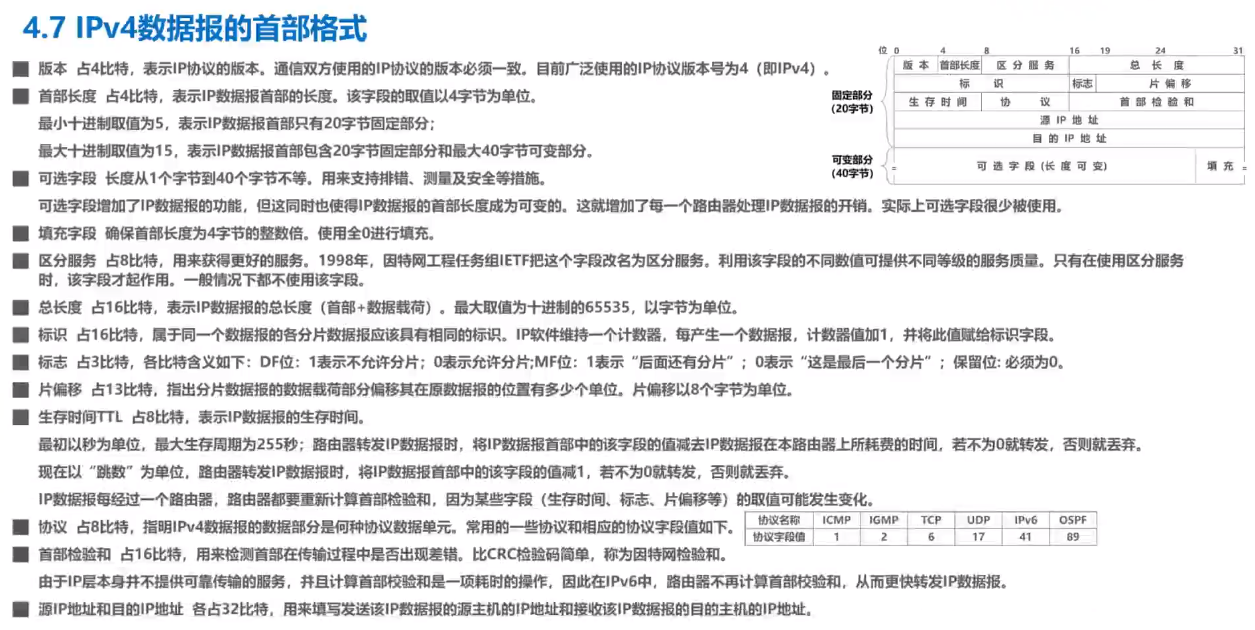 4.7 IPv4数据报的首部格式
版本 占4比特，表示IP协议的版本。通信双方使用的IP协议的版本必须一致。目前广泛使用的IP协议版本号为4（即IPv4）。
首部长度 占4比特，表示IP数据报首部的长度。该字段的取值以4字节为单位。
最小十进制取值为5，表示IP数据报首部只有20字节固定部分；
最大十进制取值为15，表示IP数据报首部包含20字节固定部分和最大40字节可变部分。
位 0 4 8 16 19 24 31
版 本 首部长度 区 分 服 务 总 长 度
标 识 标志 片 偏 移
固定部分
(20字节)
生 存 时 间 协 议 首 部 检 验 和
源 IP 地 址
目 的 IP 地 址
可变部分
(40字节)
可 选 字 段 (长 度 可 变) 填 充
可选字段 长度从1个字节到40个字节不等。用来支持排错、测量及安全等措施。
可选字段增加了IP数据报的功能，但这同时也使得IP数据报的首部长度成为可变的。这就增加了每一个路由器处理IP数据报的开销。实际上可选字段很少被使用。
填充字段 确保首部长度为4字节的整数倍。使用全0进行填充。
区分服务 占8比特，用来获得更好的服务。1998年，因特网工程任务组IETF把这个字段改名为区分服务。利用该字段的不同数值可提供不同等级的服务质量。只有在使用区分服务
时，该字段才起作用。一般情况下都不使用该字段。
总长度 占16比特，表示IP数据报的总长度（首部+数据载荷）。最大取值为十进制的65535，以字节为单位。
标识 占16比特，属于同一个数据报的各分片数据报应该具有相同的标识。IP软件维持一个计数器，每产生一个数据报，计数器值加1，并将此值赋给标识字段。
标志 占3比特，各比特含义如下：DF位：1表示不允许分片；0表示允许分片;MF位：1表示“后面还有分片”；0表示“这是最后一个分片”；保留位: 必须为0。
片偏移 占13比特，指出分片数据报的数据载荷部分偏移其在原数据报的位置有多少个单位。片偏移以8个字节为单位。
生存时间TTL 占8比特，表示IP数据报的生存时间。
最初以秒为单位，最大生存周期为255秒；路由器转发IP数据报时，将IP数据报首部中的该字段的值减去IP数据报在本路由器上所耗费的时间，若不为0就转发，否则就丢弃。
现在以“跳数”为单位，路由器转发IP数据报时，将IP数据报首部中的该字段的值减1，若不为0就转发，否则就丢弃。
IP数据报每经过一个路由器，路由器都要重新计算首部检验和，因为某些字段（生存时间、标志、片偏移等）的取值可能发生变化。
协议 占8比特，指明IPv4数据报的数据部分是何种协议数据单元。常用的一些协议和相应的协议字段值如下。
协议名称 ICMP IGMP TCP UDP IPv6 OSPF
协议字段值 1 2 6 17 41 89
首部检验和 占16比特，用来检测首部在传输过程中是否出现差错。比CRC检验码简单，称为因特网检验和。
由于IP层本身并不提供可靠传输的服务，并且计算首部校验和是一项耗时的操作，因此在IPv6中，路由器不再计算首部校验和，从而更快转发IP数据报。
源IP地址和目的IP地址 各占32比特，用来填写发送该IP数据报的源主机的IP地址和接收该IP数据报的目的主机的IP地址。